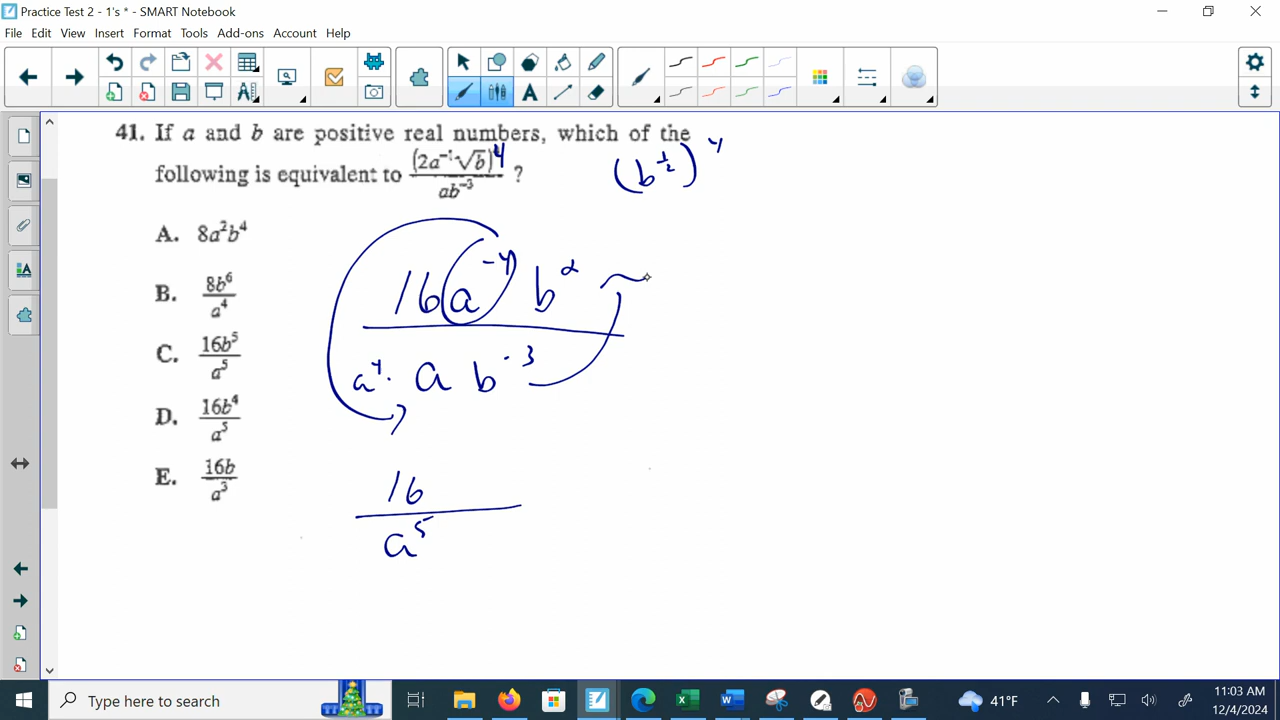 Practice Test 2 - 1's * - SMART Notebook
File Edit View Insert Format Tools Add-ons Account Help
41. If a and b are positive real numbers, which of the
following is equivalent to (2a⁻¹√b)⁴ / ab⁻³ ?
(b^½)⁴
A. 8a²b⁴
B. 8b⁶ / a⁴
C. 16b⁵ / a⁵
D. 16b⁴ / a⁵
E. 16b / a³
16 a⁻⁴ b²
a⁴ · a b⁻³
16
a⁵
Type here to search
41°F
11:03 AM
12/4/2024